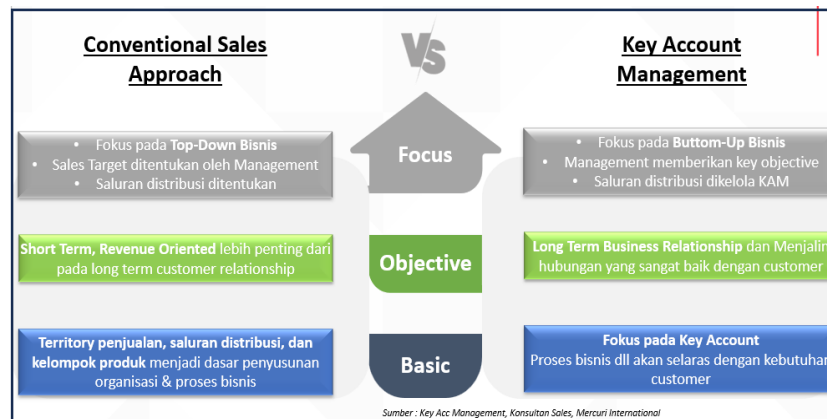 Conventional Sales
Approach
VS
Key Account
Management
• Fokus pada Top-Down Bisnis
• Sales Target ditentukan oleh Management
• Saluran distribusi ditentukan
Focus
• Fokus pada Buttom-Up Bisnis
• Management memberikan key objective
• Saluran distribusi dikelola KAM
Short Term, Revenue Oriented lebih penting dari
pada long term customer relationship
Objective
Long Term Business Relationship dan Menjalin
hubungan yang sangat baik dengan customer
Territory penjualan, saluran distribusi, dan
kelompok produk menjadi dasar penyusunan
organisasi & proses bisnis
Basic
Fokus pada Key Account
Proses bisnis dll akan selaras dengan kebutuhan
customer
Sumber : Key Acc Management, Konsultan Sales, Mercuri International